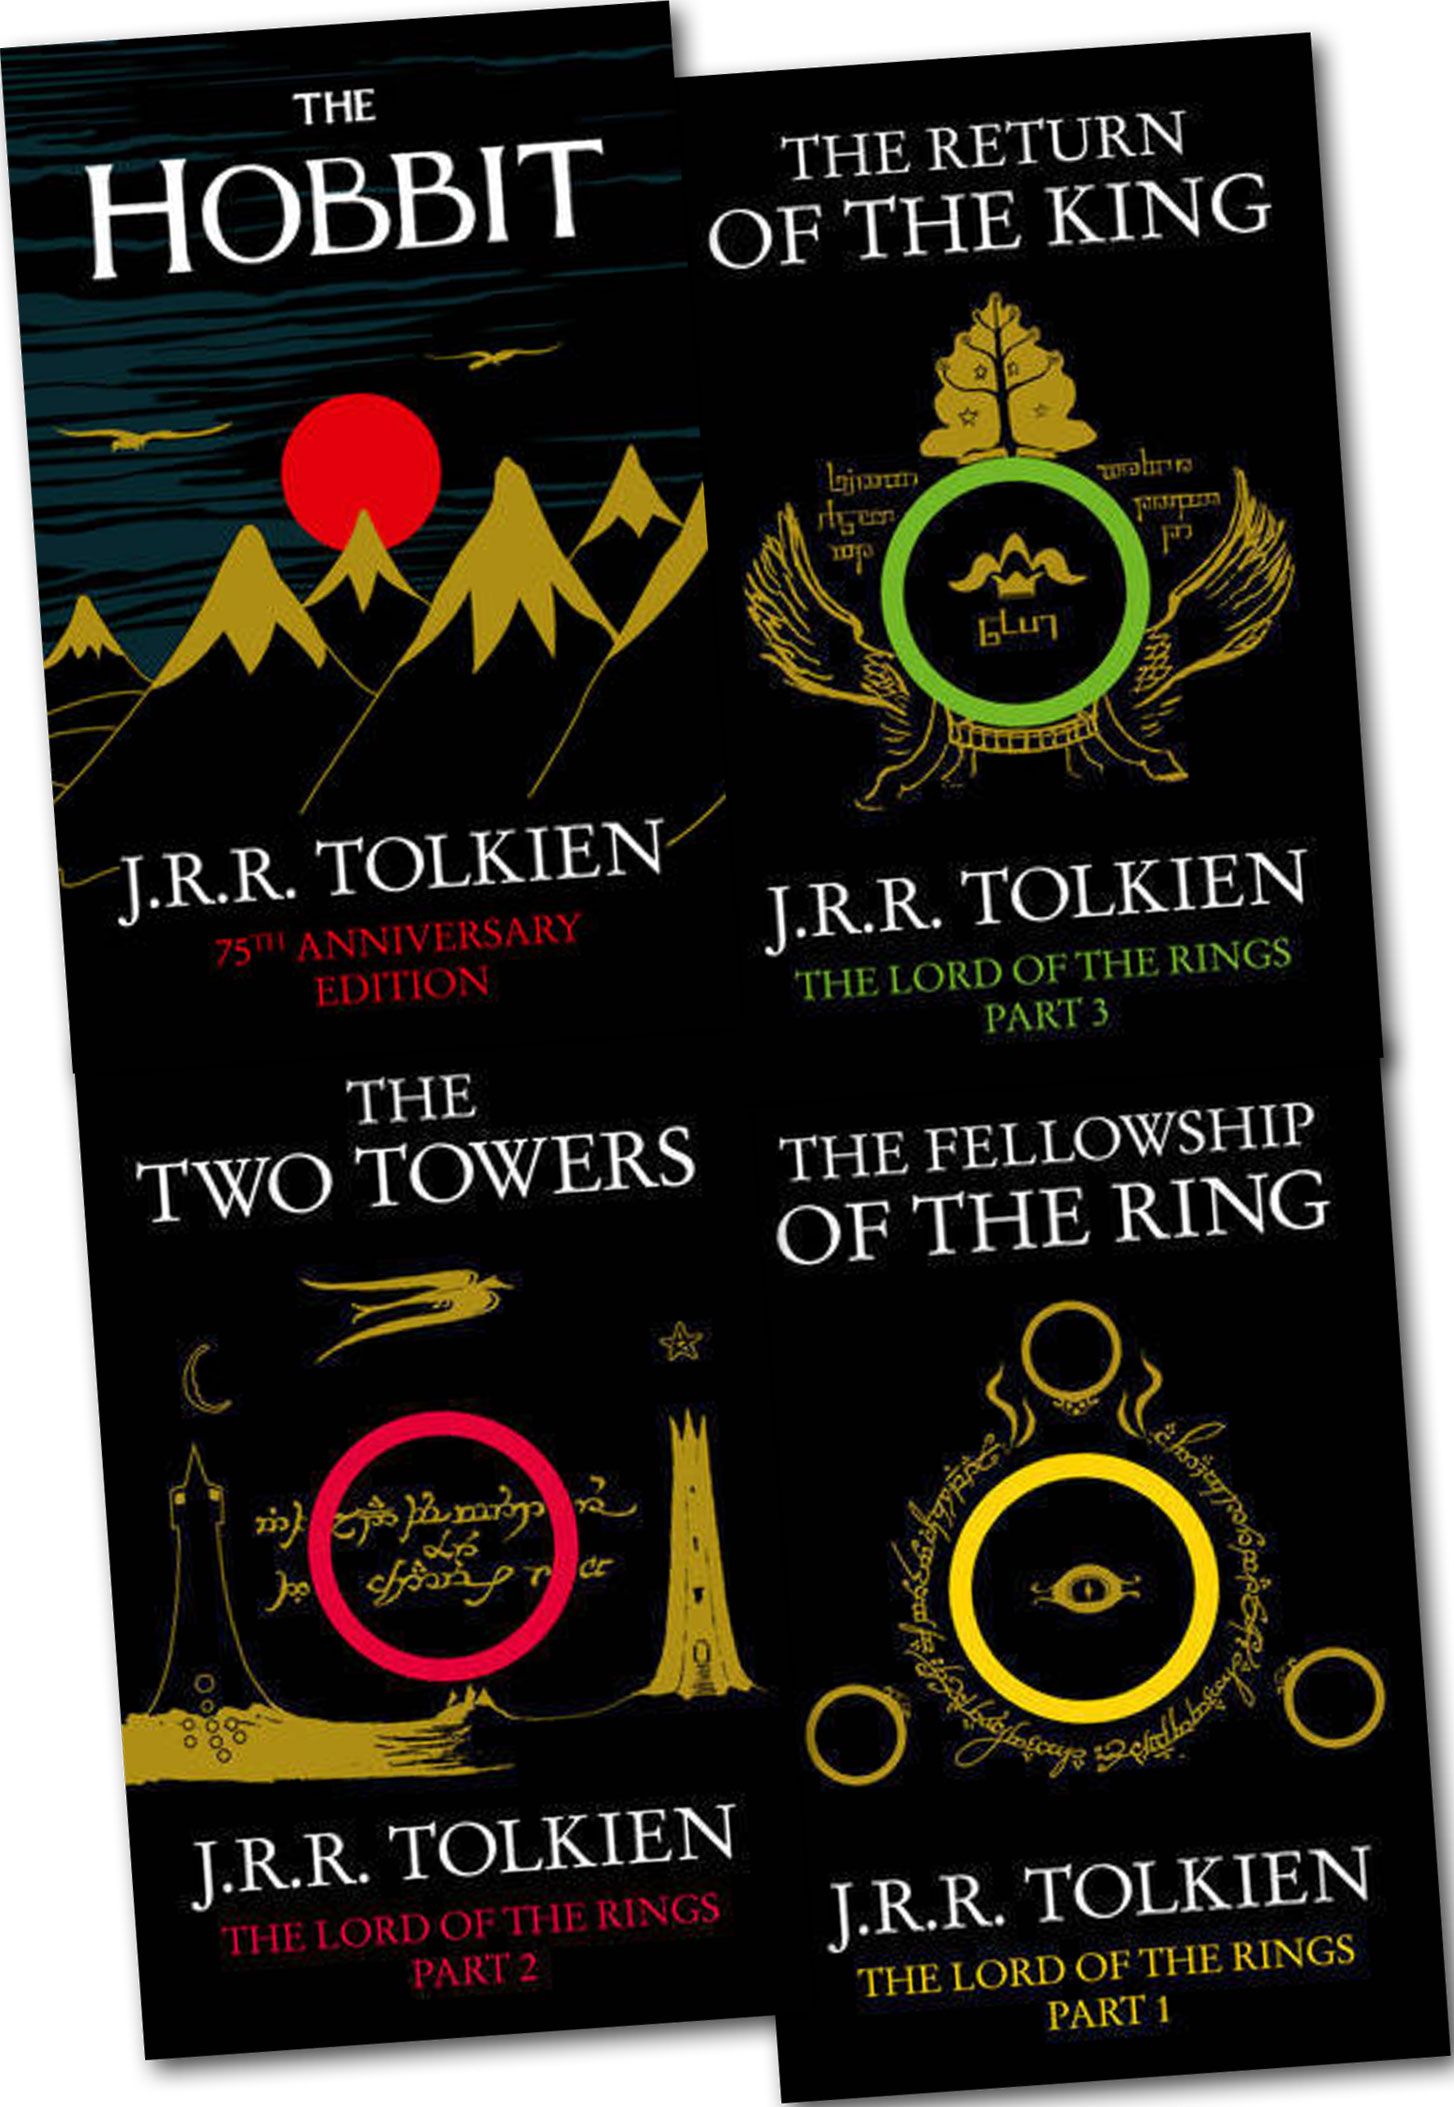 THE
HOBBIT
J.R.R. TOLKIEN
75TH ANNIVERSARY
EDITION
THE RETURN
OF THE KING
J.R.R. TOLKIEN
THE LORD OF THE RINGS
PART 3
THE
TWO TOWERS
J.R.R. TOLKIEN
THE LORD OF THE RINGS
PART 2
THE FELLOWSHIP
OF THE RING
J.R.R. TOLKIEN
THE LORD OF THE RINGS
PART 1